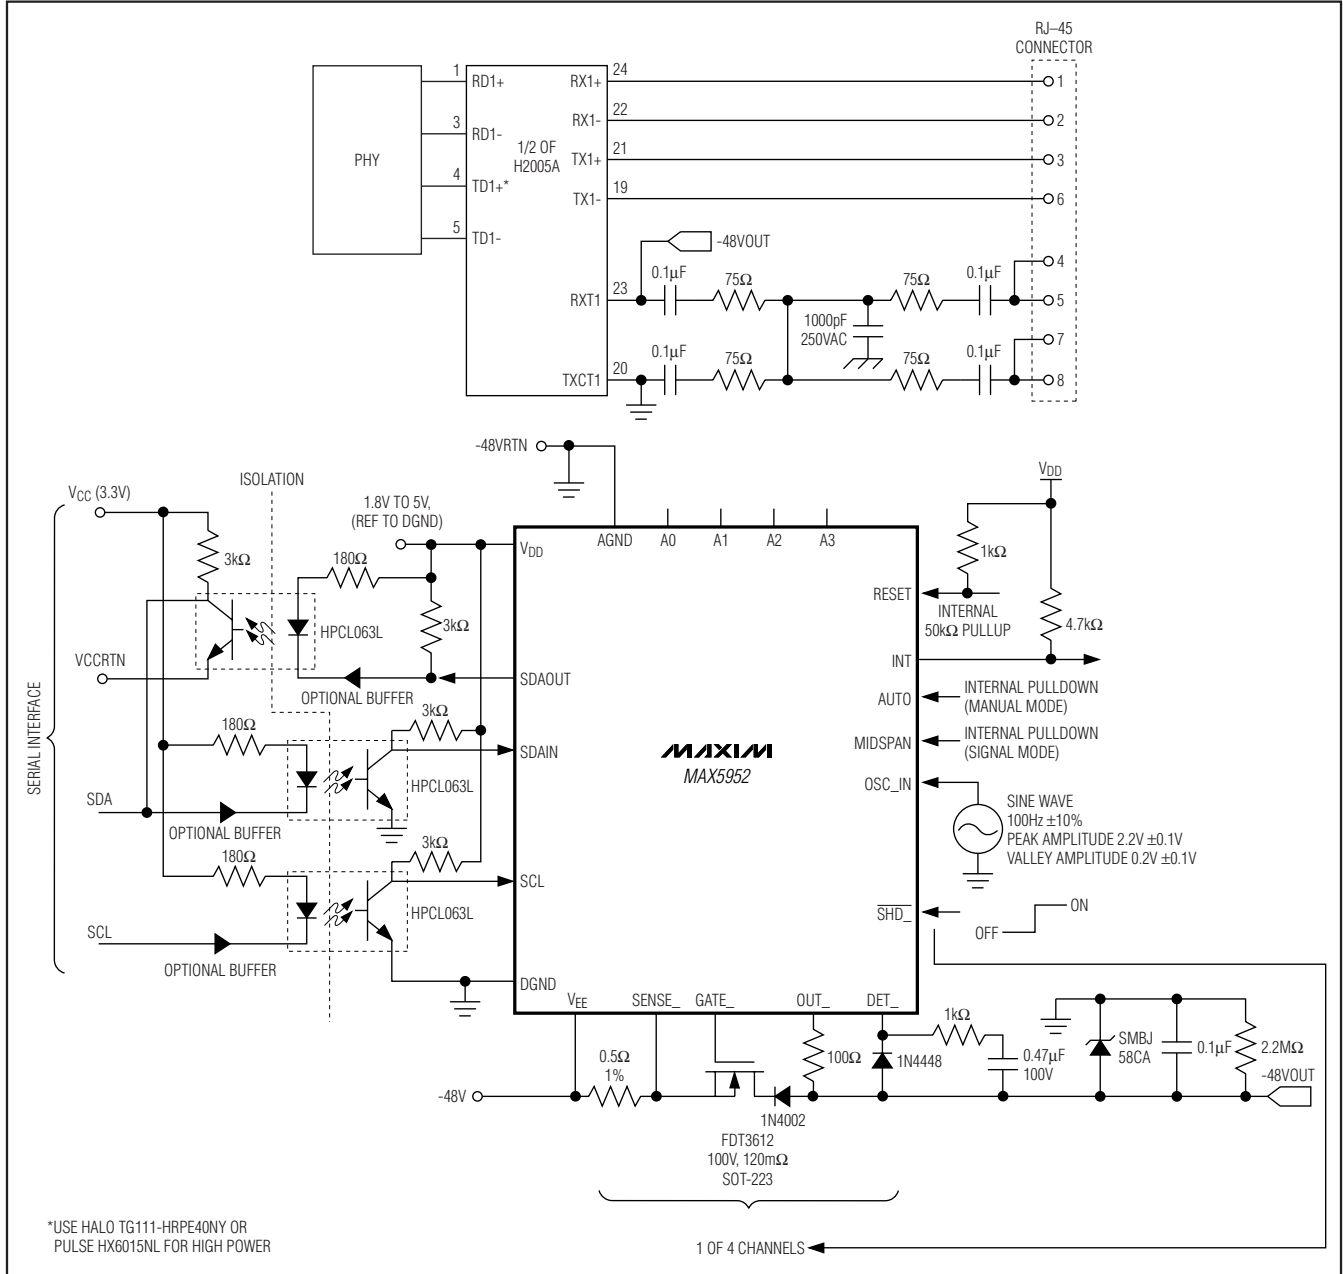 RJ–45
CONNECTOR
PHY
1
3
4
5
RD1+
RD1-
TD1+*
TD1-
1/2 OF
H2005A
RX1+
RX1-
TX1+
TX1-
RXT1
TXCT1
24
22
21
19
23
20
1
2
3
6
4
5
7
8
-48VOUT
0.1µF
75Ω
75Ω
0.1µF
1000pF
250VAC
0.1µF
75Ω
75Ω
0.1µF
-48VRTN
ISOLATION
VCC (3.3V)
1.8V TO 5V,
(REF TO DGND)
VDD
3kΩ
180Ω
3kΩ
HPCL063L
VCCRTN
OPTIONAL BUFFER
SERIAL INTERFACE
180Ω
3kΩ
HPCL063L
SDA
OPTIONAL BUFFER
180Ω
3kΩ
HPCL063L
SCL
OPTIONAL BUFFER
VDD
AGND
A0
A1
A2
A3
SDAOUT
SDAIN
SCL
DGND
MAXIM
MAX5952
RESET
INT
AUTO
MIDSPAN
OSC_IN
SHD_
1kΩ
INTERNAL
50kΩ PULLUP
4.7kΩ
INTERNAL PULLDOWN
(MANUAL MODE)
INTERNAL PULLDOWN
(SIGNAL MODE)
SINE WAVE
100Hz ±10%
PEAK AMPLITUDE 2.2V ±0.1V
VALLEY AMPLITUDE 0.2V ±0.1V
OFF
ON
VEE
SENSE_
GATE_
OUT_
DET_
-48V
0.5Ω
1%
100Ω
1N4448
1kΩ
0.47µF
100V
SMBJ
58CA
0.1µF
2.2MΩ
-48VOUT
1N4002
FDT3612
100V, 120mΩ
SOT-223
1 OF 4 CHANNELS
*USE HALO TG111-HRPE40NY OR
PULSE HX6015NL FOR HIGH POWER